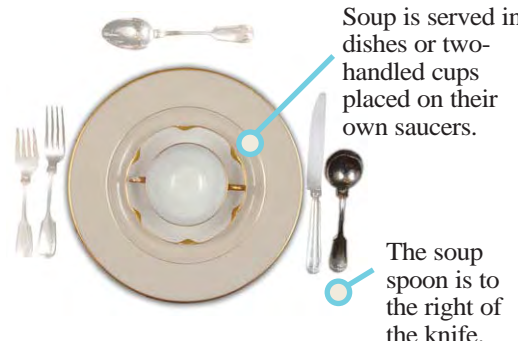 Soup is served in
dishes or two-
handled cups
placed on their
own saucers.
The soup
spoon is to
the right of
the knife.